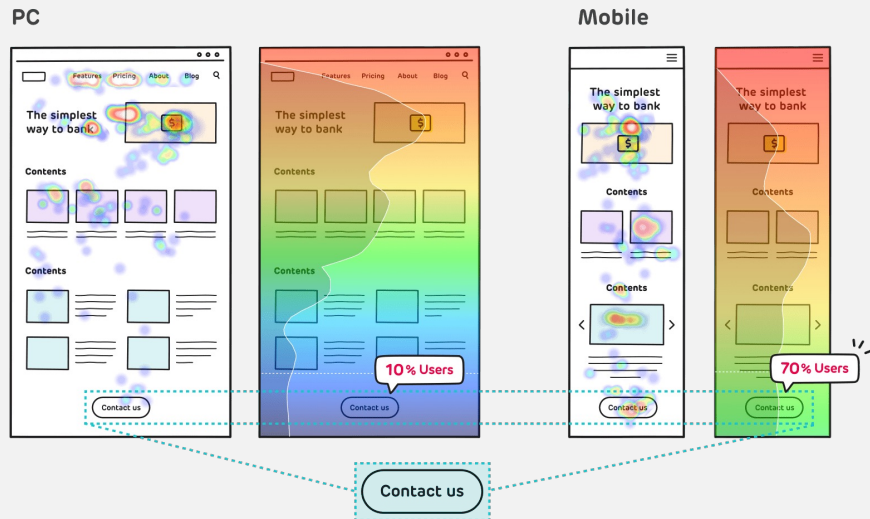 PC
Mobile
Features Pricing About Blog
The simplest
way to bank
$
Contents
Contents
Contact us
Features Pricing About Blog
The simplest
way to bank
$
Contents
Contents
10% Users
Contact us
The simplest
way to bank
$
Contents
Contents
Contact us
The simplest
way to bank
$
Contents
Contents
70% Users
Contact us
Contact us